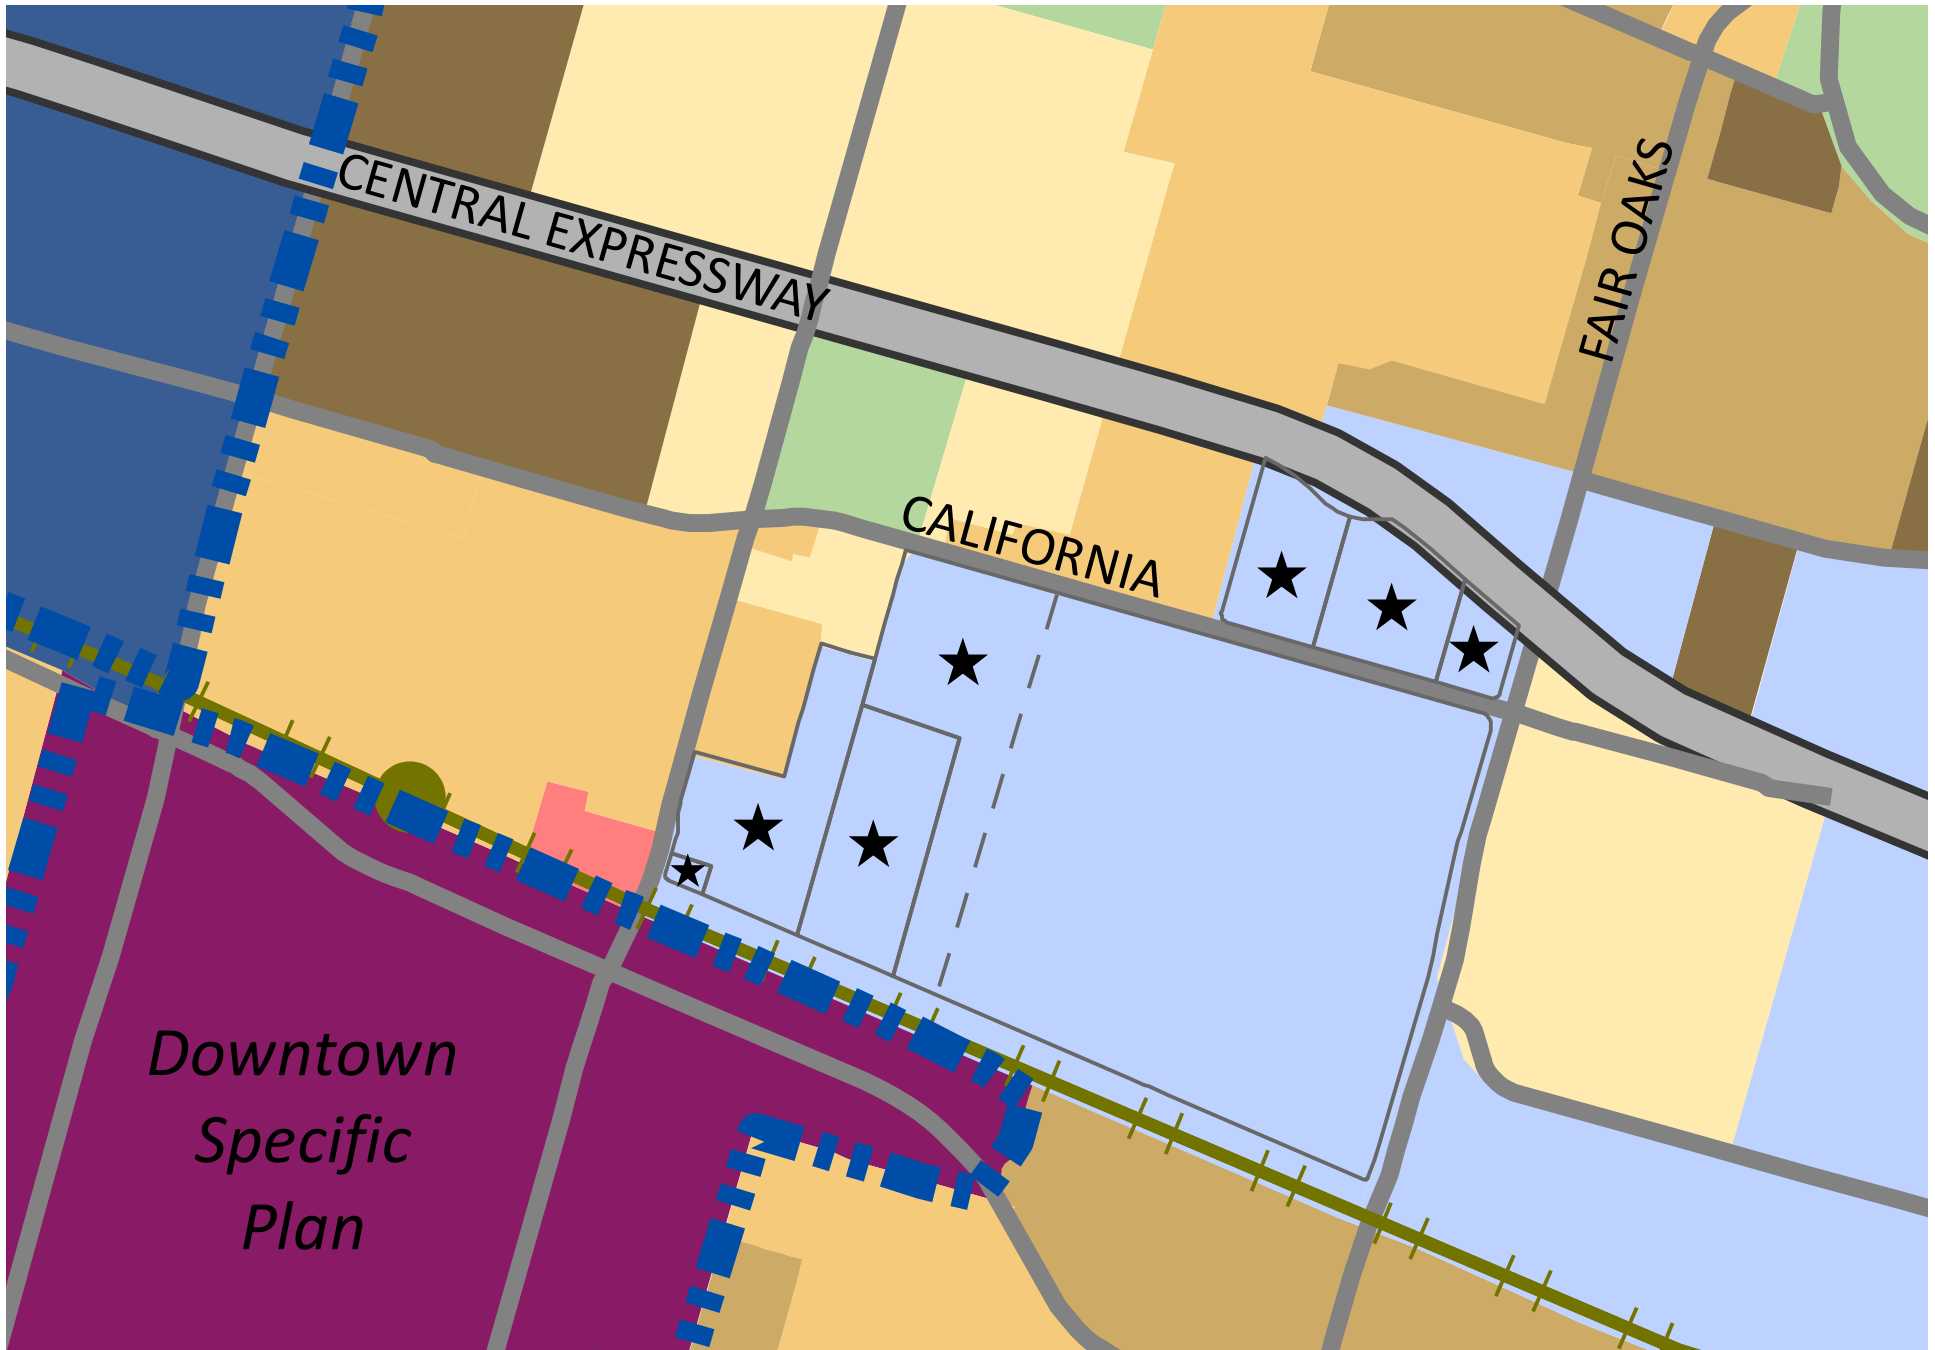 CENTRAL EXPRESSWAY
FAIR OAKS
CALIFORNIA
Downtown
Specific
Plan